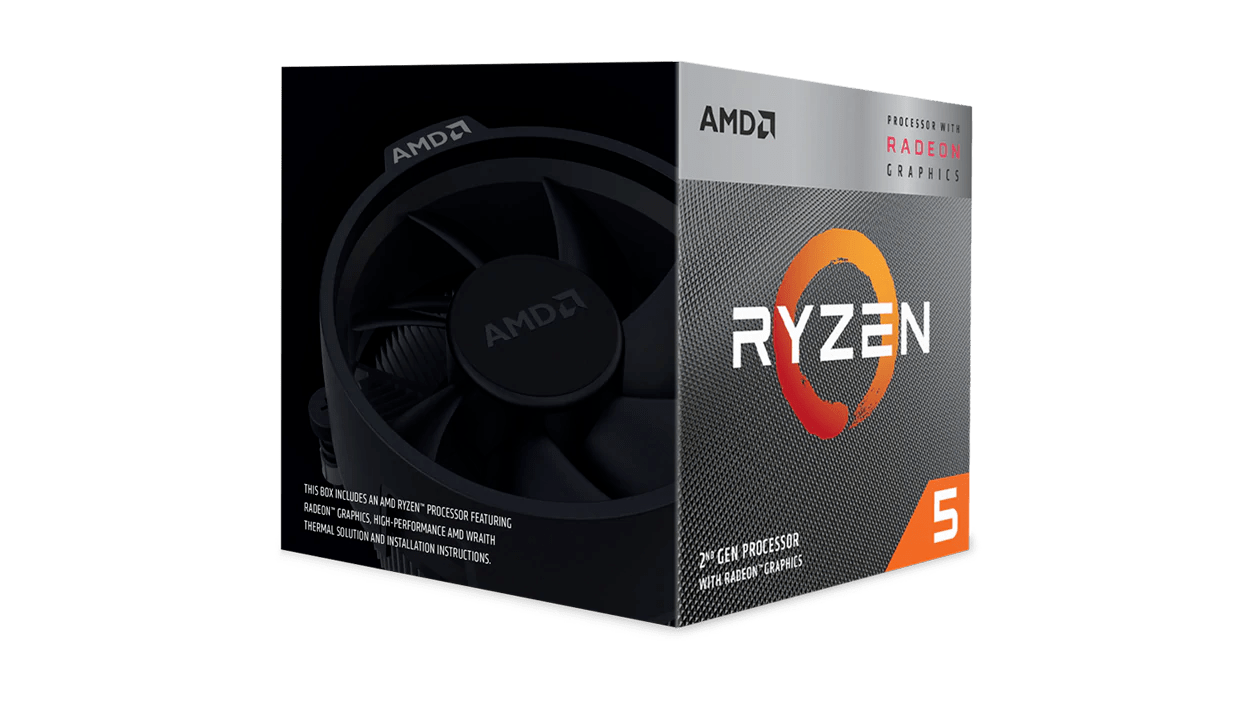 AMD
AMD
THIS BOX INCLUDES AN AMD RYZEN™ PROCESSOR FEATURING
RADEON™ GRAPHICS, HIGH-PERFORMANCE AMD WRAITH
THERMAL SOLUTION AND INSTALLATION INSTRUCTIONS.
AMD
PROCESSOR WITH
RADEON
GRAPHICS
RYZEN
5
2ND GEN PROCESSOR
WITH RADEON™ GRAPHICS